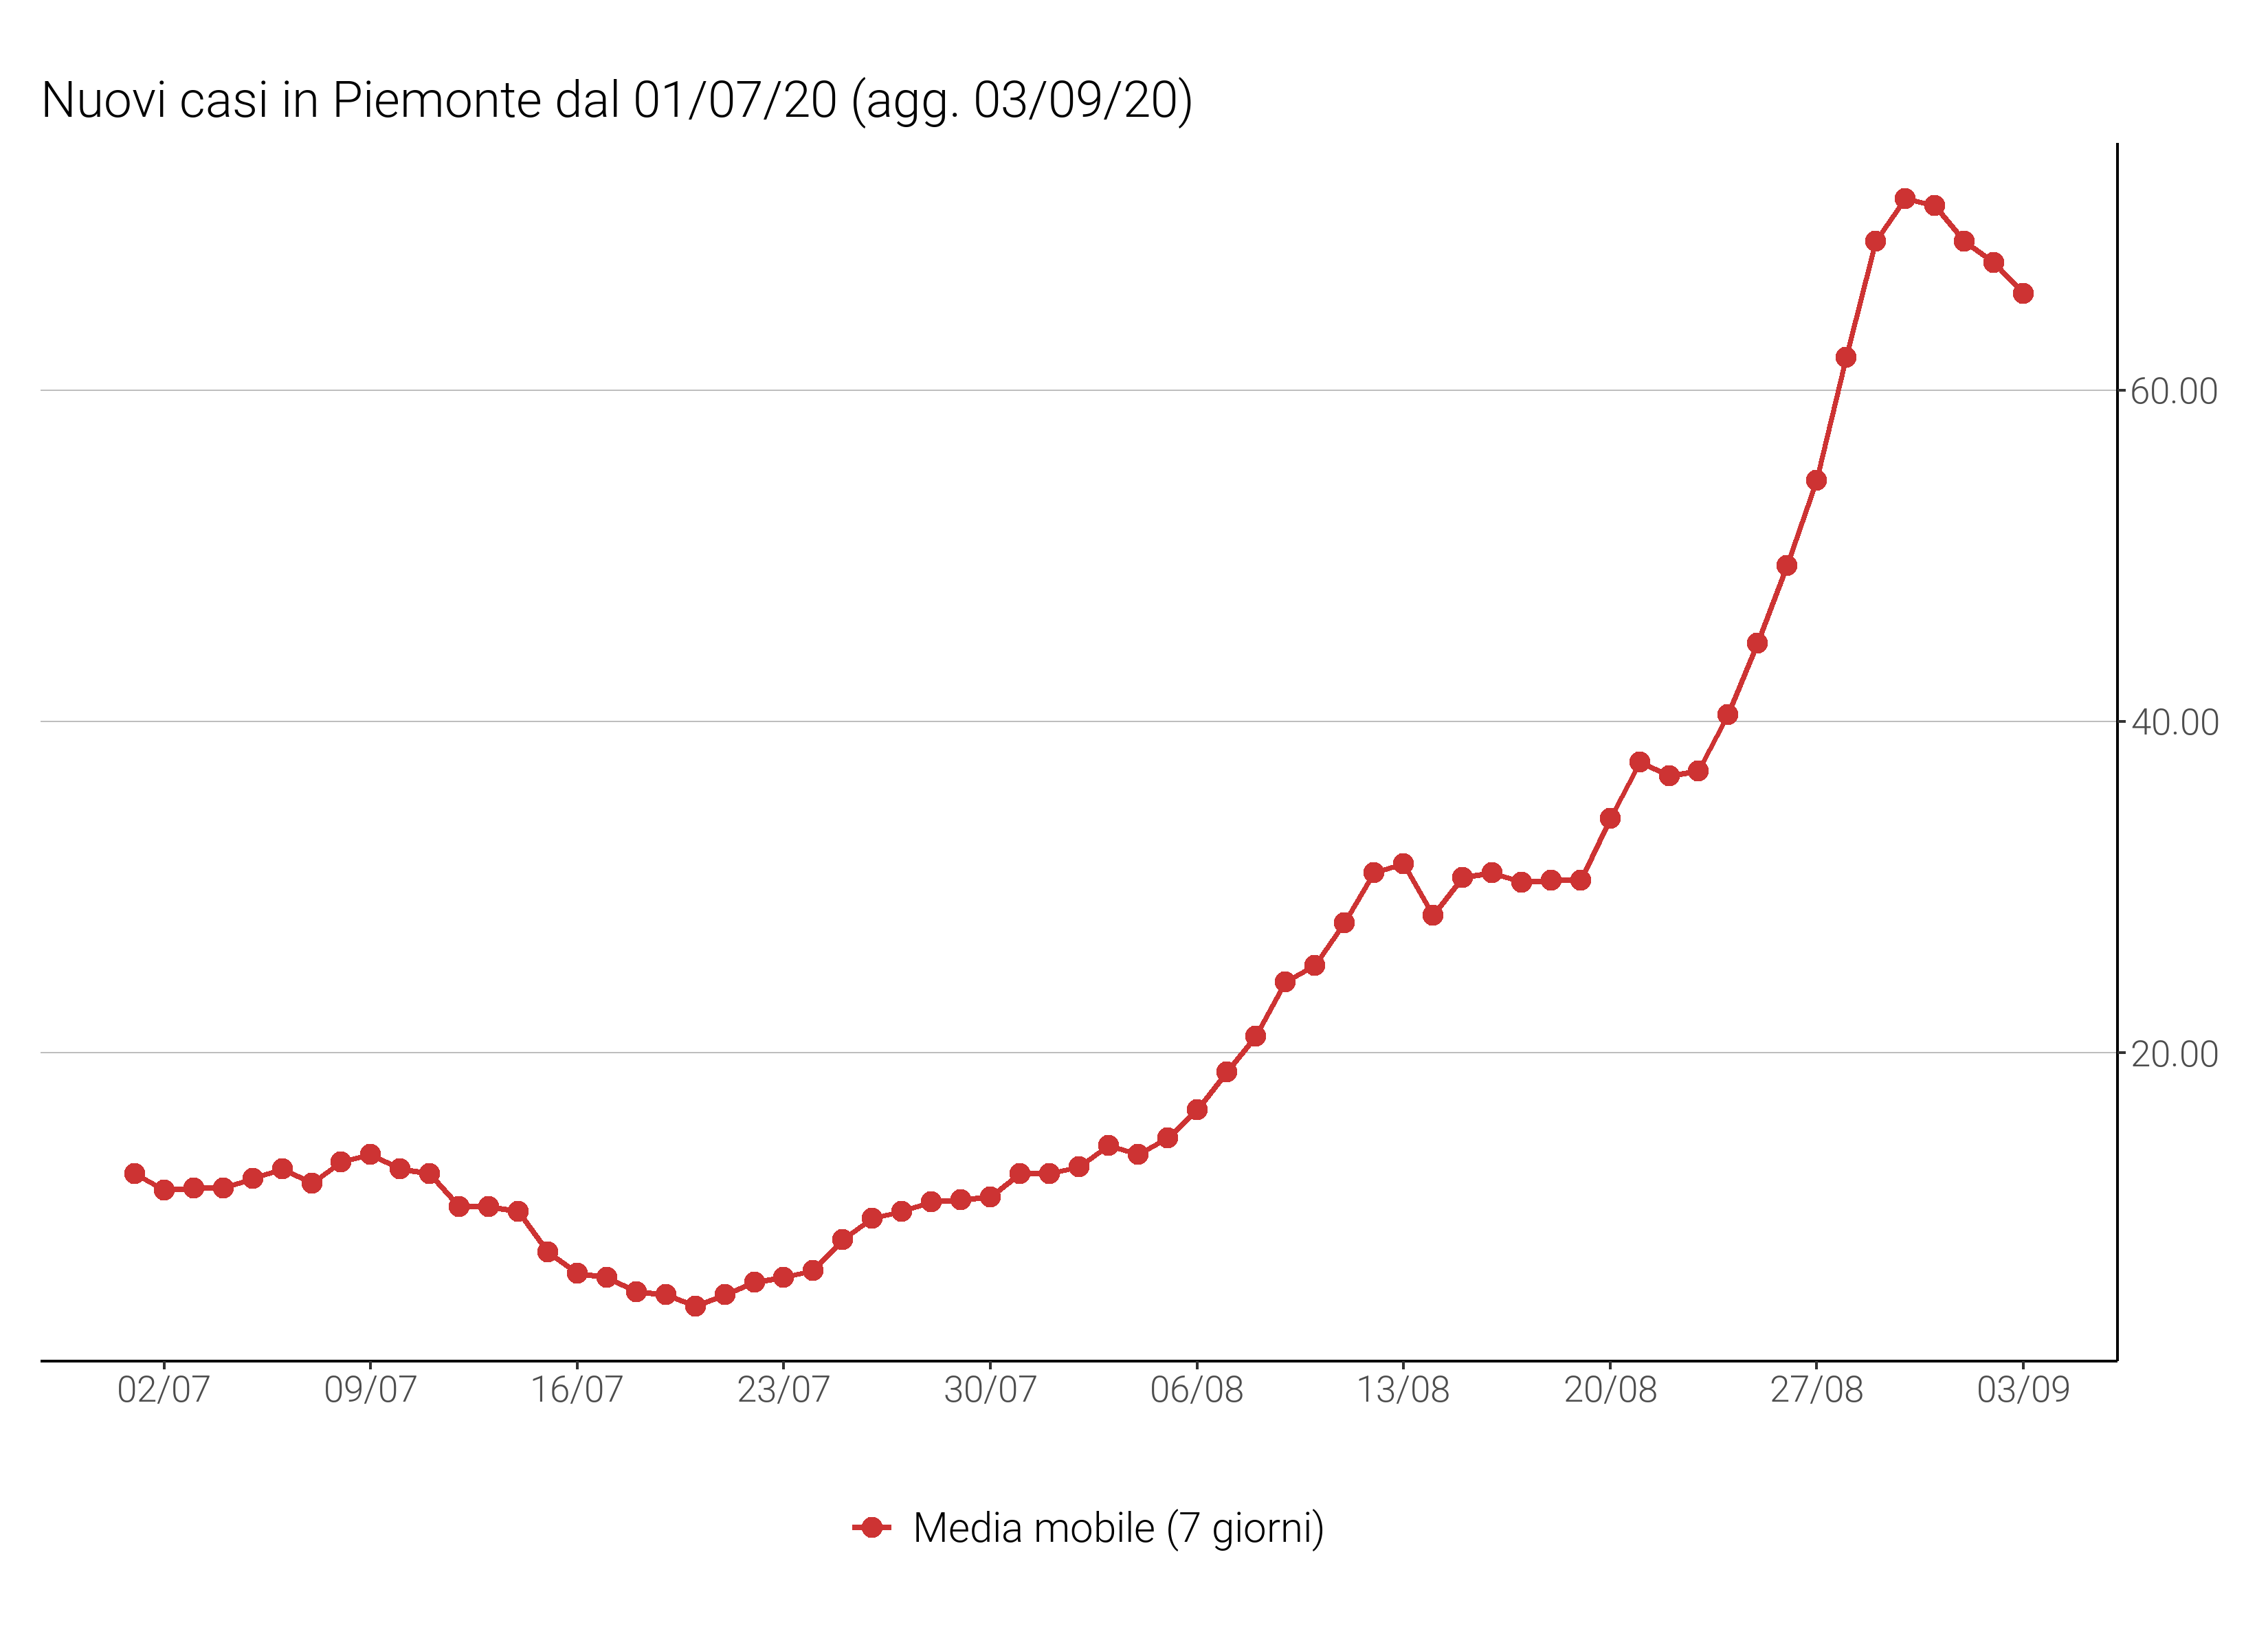 Nuovi casi in Piemonte dal 01/07/20 (agg. 03/09/20)
60.00
40.00
20.00
02/07 09/07 16/07 23/07 30/07 06/08 13/08 20/08 27/08 03/09
Media mobile (7 giorni)